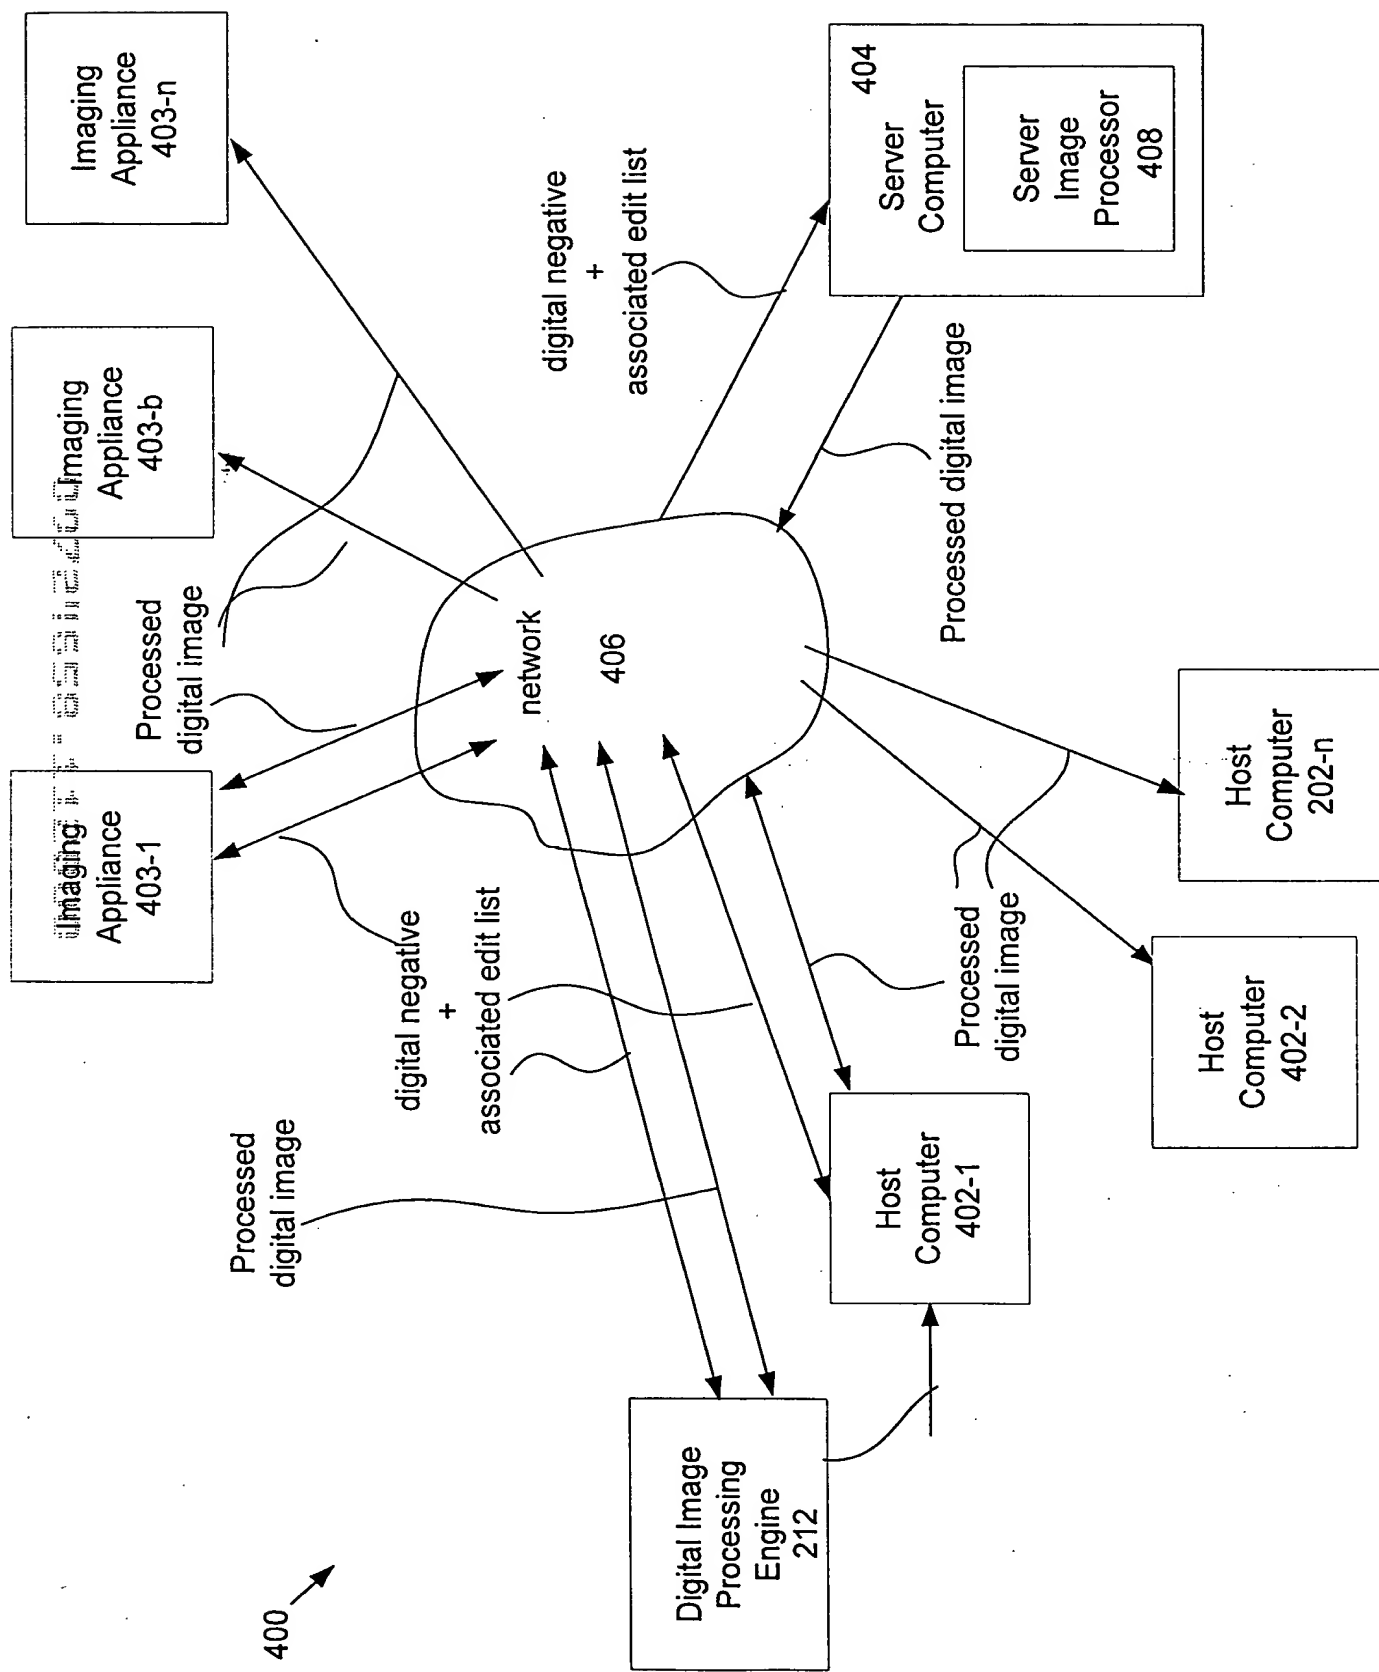 400
Digital Image
Processing
Engine
212
Processed
digital image
digital negative
+
associated edit list
Imaging
Appliance
403-1
Processed
digital image
Imaging
Appliance
403-b
Imaging
Appliance
403-n
network
406
Host
Computer
402-1
Processed
digital image
Host
Computer
402-2
Host
Computer
202-n
digital negative
+
associated edit list
Processed digital image
404
Server
Computer
Server
Image
Processor
408